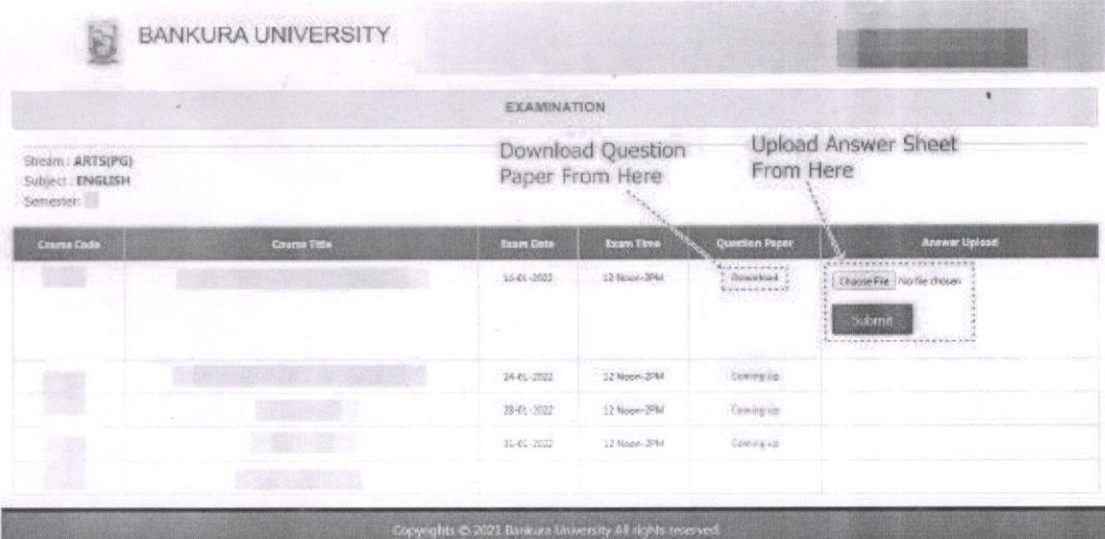 BANKURA UNIVERSITY
EXAMINATION
Stream : ARTS(PG)
Subject : ENGLISH
Semester:
Download Question
Paper From Here
Upload Answer Sheet
From Here
Course Code Course Title Exam Date Exam Time Question Paper Answer Upload
12 Noon-2PM Download Choose File No file chosen
Submit
24-01-2022 12 Noon-2PM Coming up
28-01-2022 12 Noon-2PM Coming up
31-01-2022 12 Noon-2PM Coming up
Copyrights © 2021 Bankura University All rights reserved.